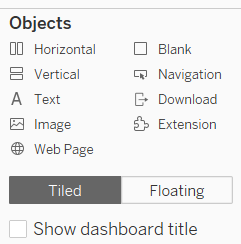 Objects
Horizontal Blank
Vertical Navigation
Text Download
Image Extension
Web Page
Tiled Floating
Show dashboard title